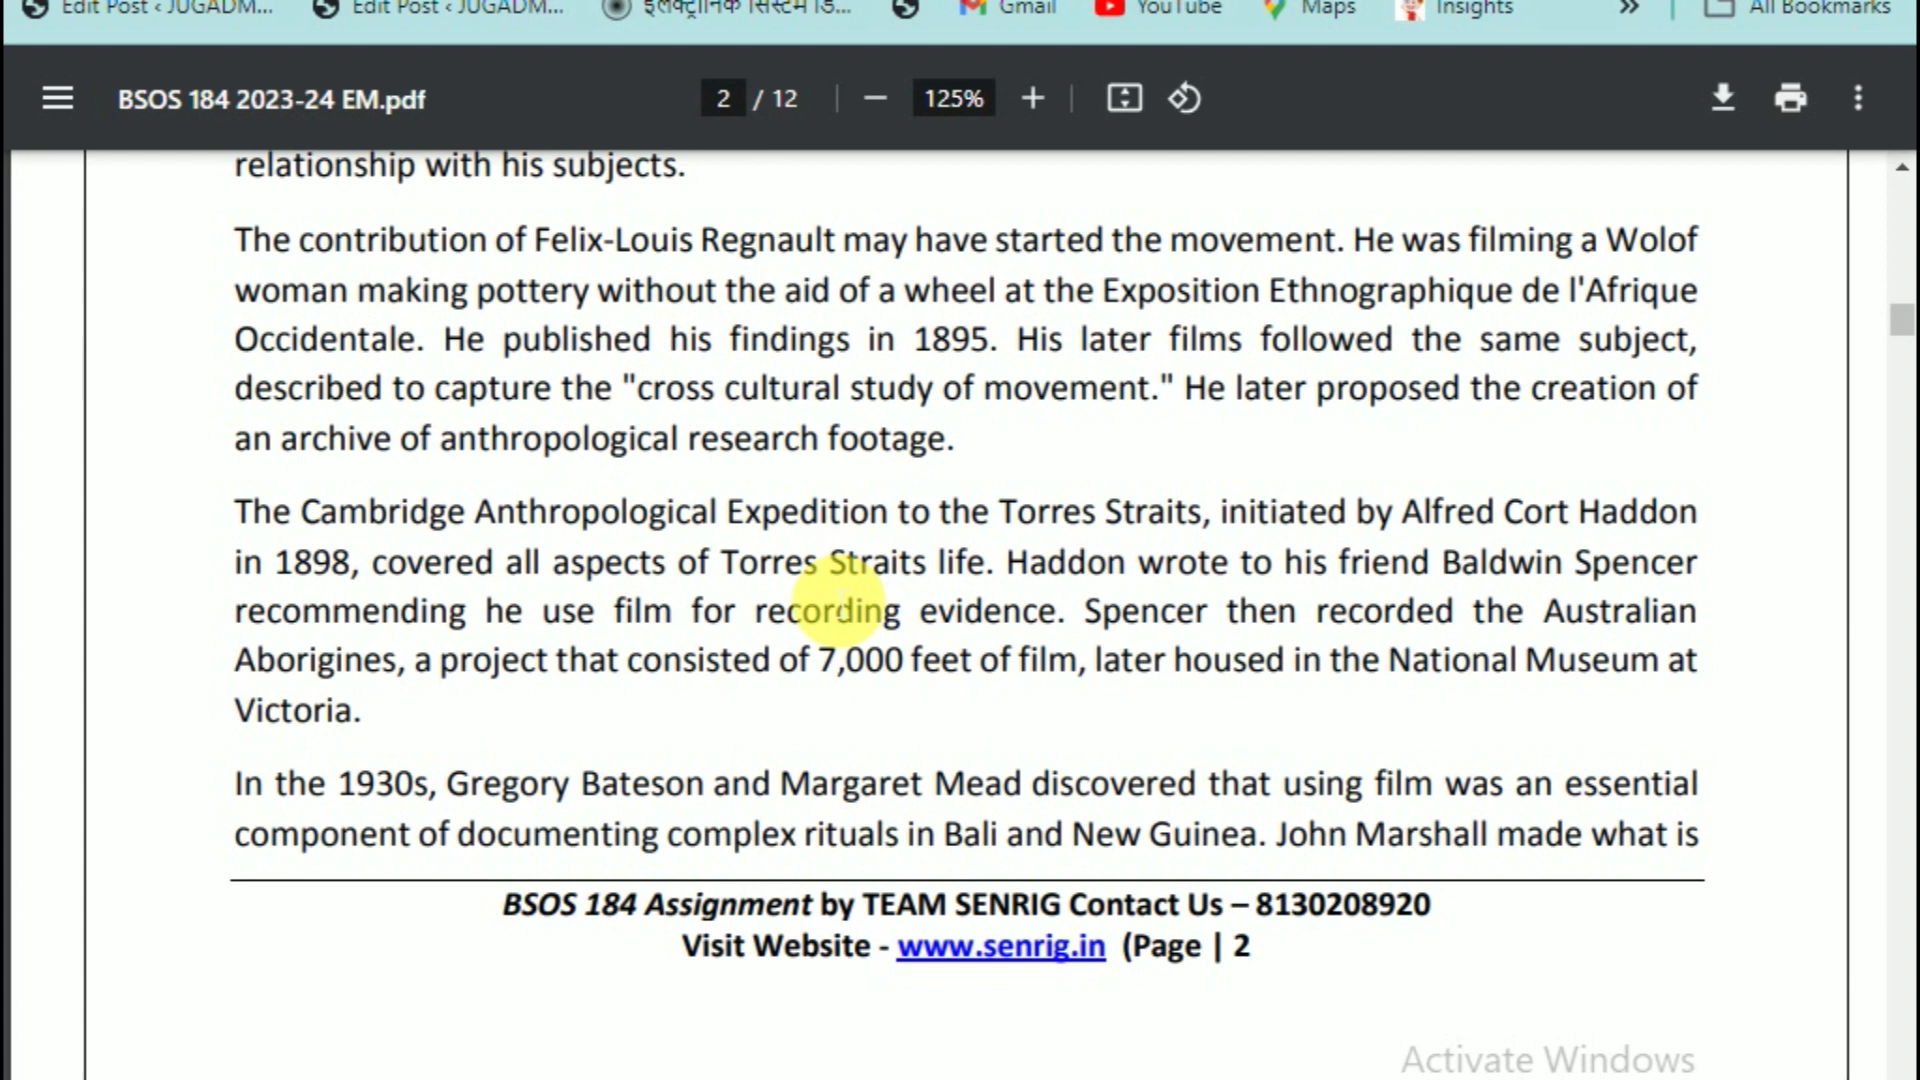 Edit Post ‹ JUGADM...
Edit Post ‹ JUGADM...
इलेक्ट्रॉनिक सिस्टम डि...
Gmail
YouTube
Maps
Insights
»
All Bookmarks
BSOS 184 2023-24 EM.pdf
2 / 12
125%
relationship with his subjects.
The contribution of Felix-Louis Regnault may have started the movement. He was filming a Wolof
woman making pottery without the aid of a wheel at the Exposition Ethnographique de l'Afrique
Occidentale. He published his findings in 1895. His later films followed the same subject,
described to capture the "cross cultural study of movement." He later proposed the creation of
an archive of anthropological research footage.
The Cambridge Anthropological Expedition to the Torres Straits, initiated by Alfred Cort Haddon
in 1898, covered all aspects of Torres Straits life. Haddon wrote to his friend Baldwin Spencer
recommending he use film for recording evidence. Spencer then recorded the Australian
Aborigines, a project that consisted of 7,000 feet of film, later housed in the National Museum at
Victoria.
In the 1930s, Gregory Bateson and Margaret Mead discovered that using film was an essential
component of documenting complex rituals in Bali and New Guinea. John Marshall made what is
BSOS 184 Assignment by TEAM SENRIG Contact Us – 8130208920
Visit Website - www.senrig.in (Page | 2
Activate Windows